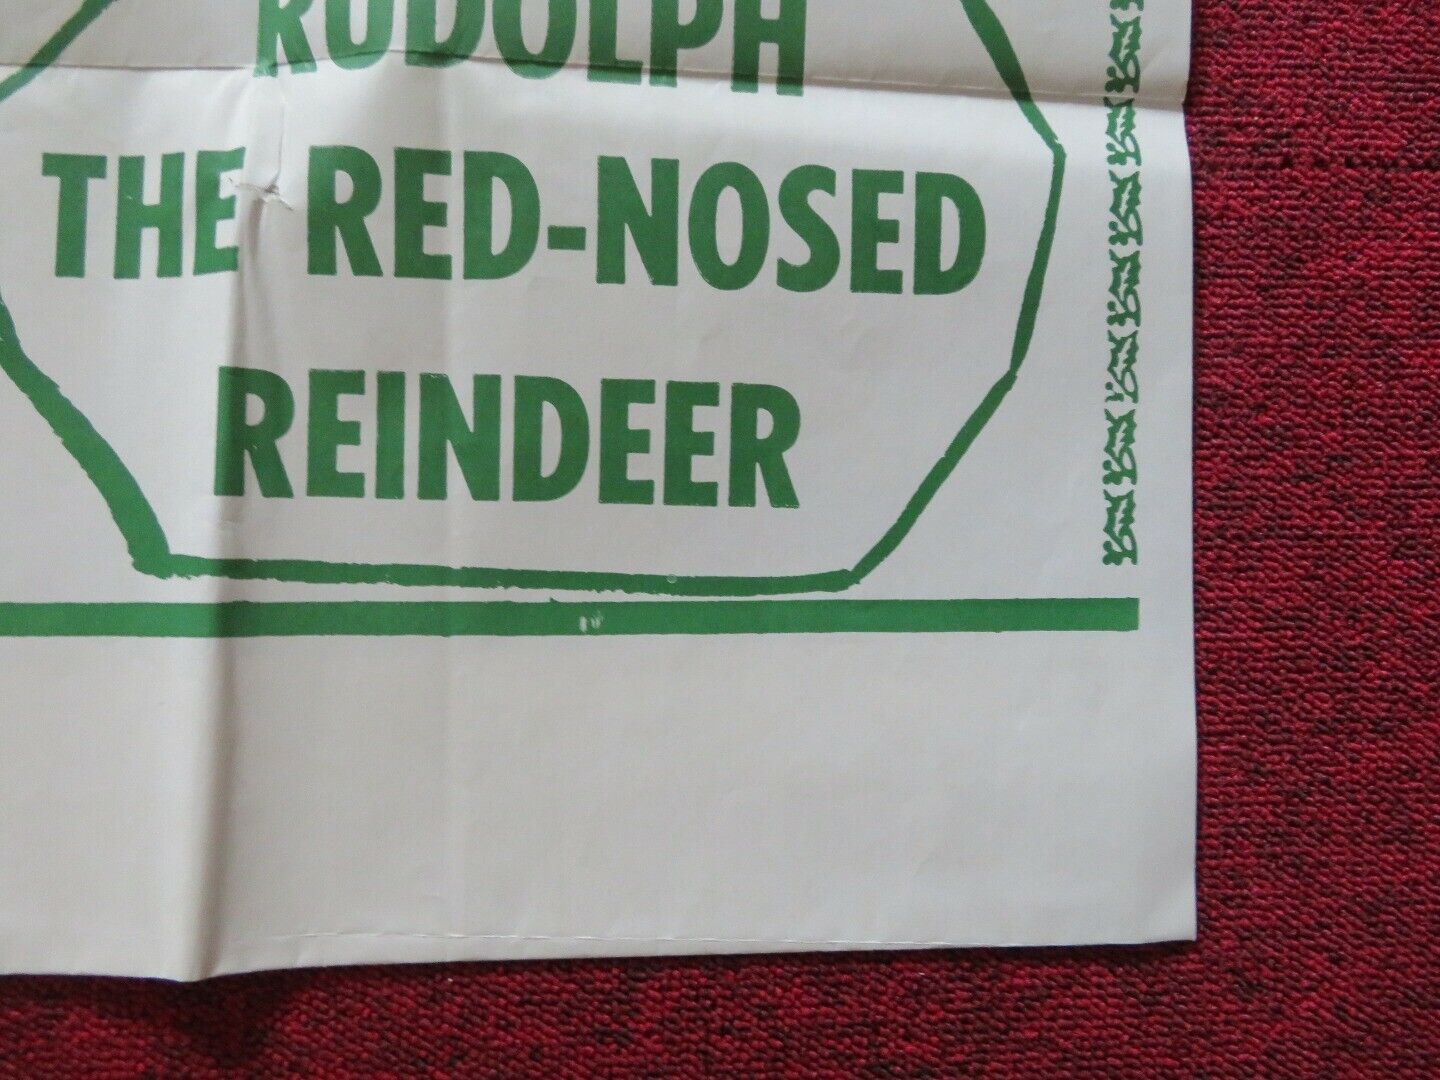 RUDOLPH
THE RED-NOSED
REINDEER